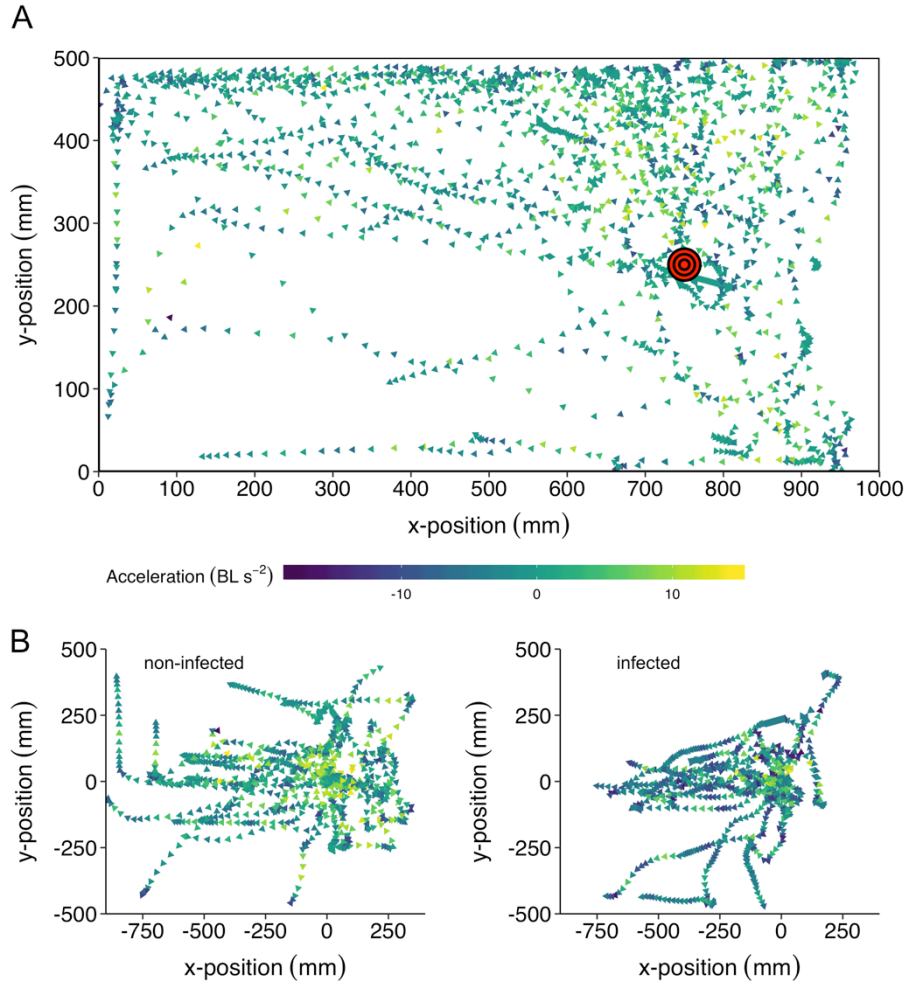 A
500
400
300
200
100
0
y-position (mm)
0 100 200 300 400 500 600 700 800 900 1000
x-position (mm)
Acceleration (BL s⁻²)
-10 0 10
B
500
250
0
-250
-500
y-position (mm)
non-infected
-750 -500 -250 0 250
x-position (mm)
500
250
0
-250
-500
y-position (mm)
infected
-750 -500 -250 0 250
x-position (mm)